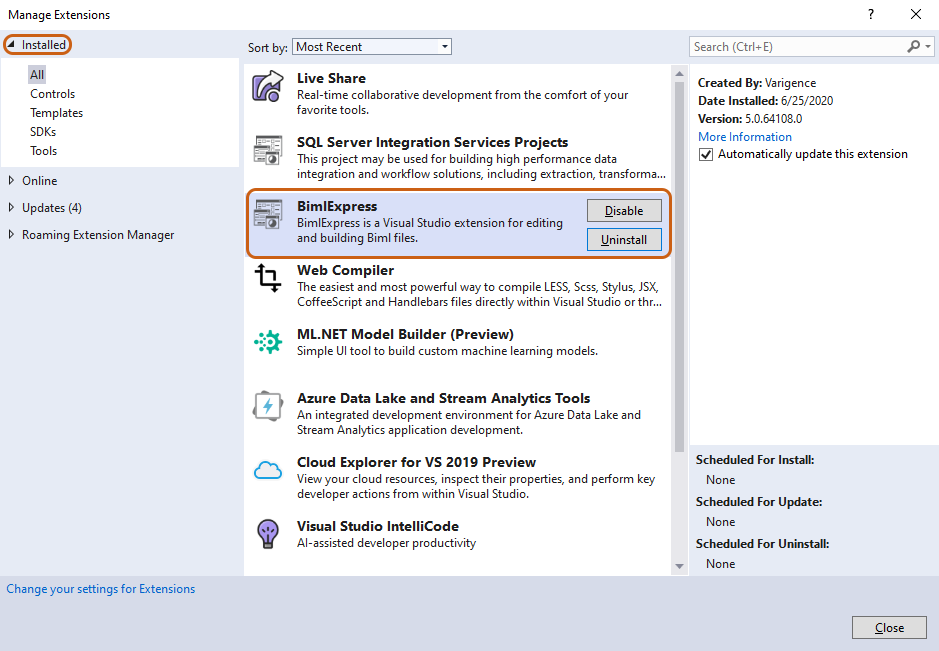 Manage Extensions
?
Installed
All
Controls
Templates
SDKs
Tools
Online
Updates (4)
Roaming Extension Manager
Sort by: Most Recent
Live Share
Real-time collaborative development from the comfort of your
favorite tools.
SQL Server Integration Services Projects
This project may be used for building high performance data
integration and workflow solutions, including extraction, transforma...
BimlExpress
BimlExpress is a Visual Studio extension for editing
and building Biml files.
Disable
Uninstall
Web Compiler
The easiest and most powerful way to compile LESS, Scss, Stylus, JSX,
CoffeeScript and Handlebars files directly within Visual Studio or thr...
ML.NET Model Builder (Preview)
Simple UI tool to build custom machine learning models.
Azure Data Lake and Stream Analytics Tools
An integrated development environment for Azure Data Lake and
Stream Analytics application development.
Cloud Explorer for VS 2019 Preview
View your cloud resources, inspect their properties, and perform key
developer actions from within Visual Studio.
Visual Studio IntelliCode
AI-assisted developer productivity
Search (Ctrl+E)
Created By: Varigence
Date Installed: 6/25/2020
Version: 5.0.64108.0
More Information
Automatically update this extension
Scheduled For Install:
None
Scheduled For Update:
None
Scheduled For Uninstall:
None
Change your settings for Extensions
Close